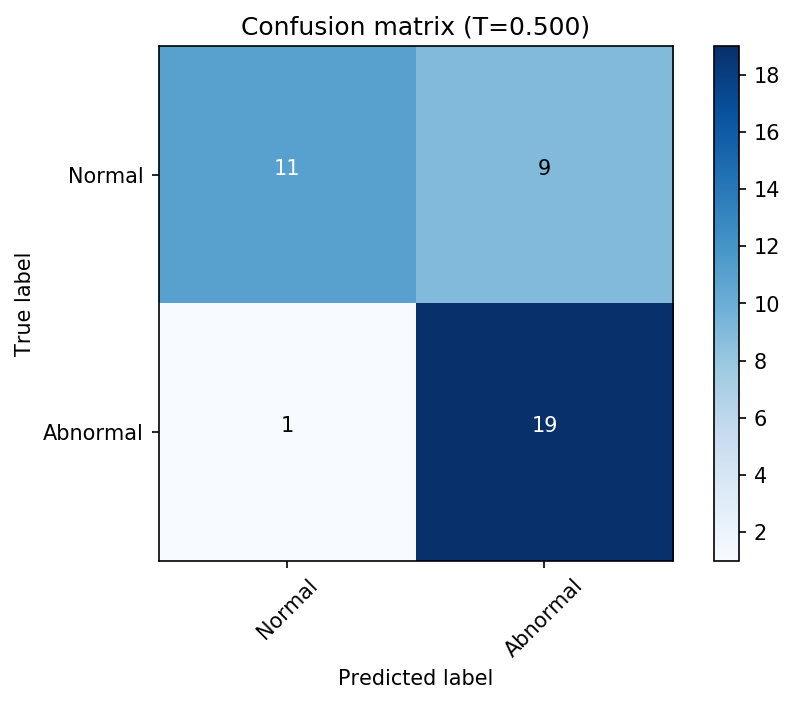 Confusion matrix (T=0.500)
True label
Normal
Abnormal
11
9
1
19
Normal
Abnormal
Predicted label
18
16
14
12
10
8
6
4
2